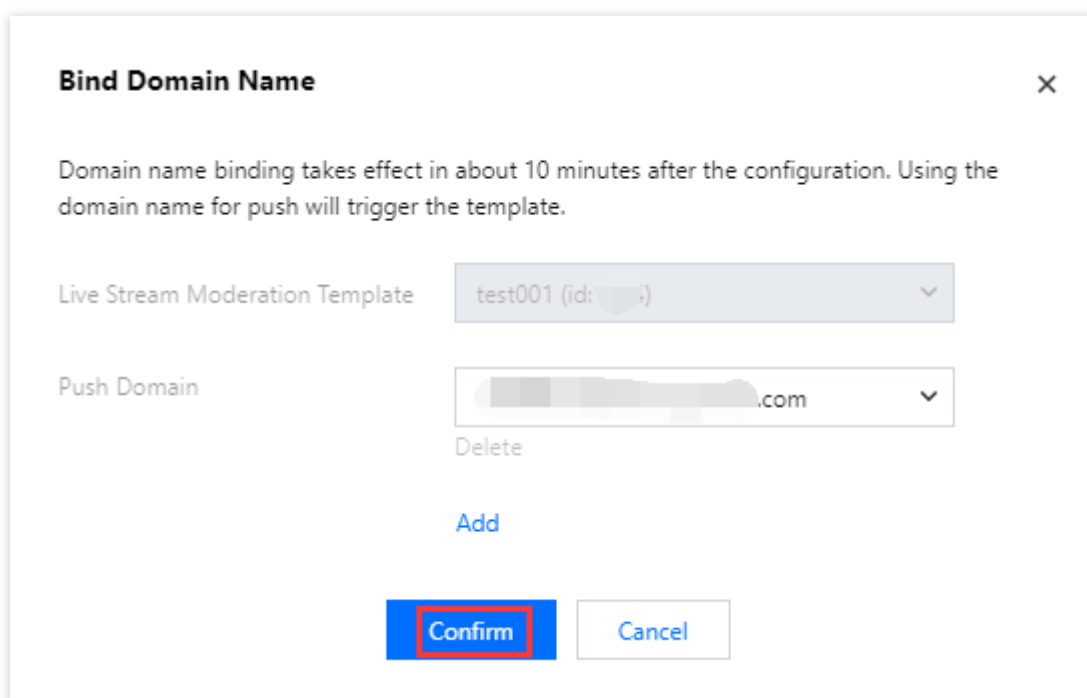 Bind Domain Name
Domain name binding takes effect in about 10 minutes after the configuration. Using the
domain name for push will trigger the template.
Live Stream Moderation Template
test001 (id: )
Push Domain
.com
Delete
Add
Confirm
Cancel